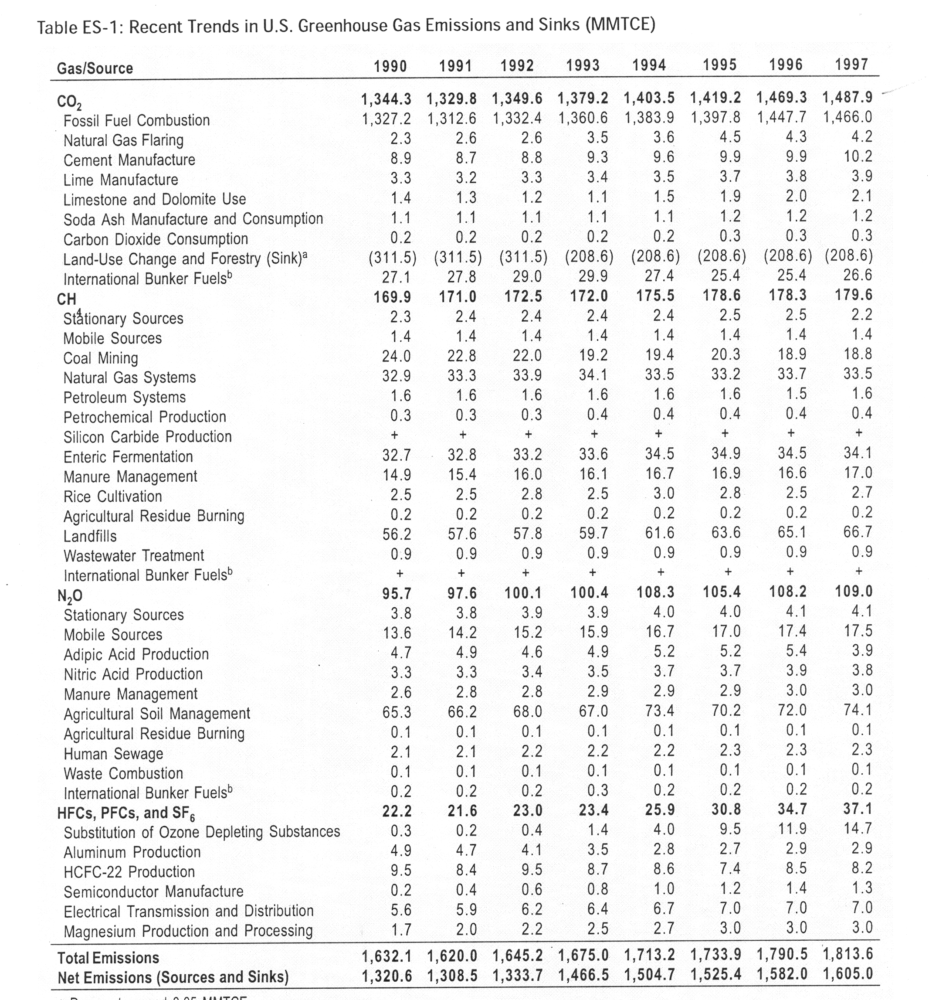 Table ES-1: Recent Trends in U.S. Greenhouse Gas Emissions and Sinks (MMTCE)
Gas/Source 1990 1991 1992 1993 1994 1995 1996 1997
CO₂ 1,344.3 1,329.8 1,349.6 1,379.2 1,403.5 1,419.2 1,469.3 1,487.9
Fossil Fuel Combustion 1,327.2 1,312.6 1,332.4 1,360.6 1,383.9 1,397.8 1,447.7 1,466.0
Natural Gas Flaring 2.3 2.6 2.6 3.5 3.6 4.5 4.3 4.2
Cement Manufacture 8.9 8.7 8.8 9.3 9.6 9.9 9.9 10.2
Lime Manufacture 3.3 3.2 3.3 3.4 3.5 3.7 3.8 3.9
Limestone and Dolomite Use 1.4 1.3 1.2 1.1 1.5 1.9 2.0 2.1
Soda Ash Manufacture and Consumption 1.1 1.1 1.1 1.1 1.1 1.2 1.2 1.2
Carbon Dioxide Consumption 0.2 0.2 0.2 0.2 0.2 0.3 0.3 0.3
Land-Use Change and Forestry (Sink)ᵃ (311.5) (311.5) (311.5) (208.6) (208.6) (208.6) (208.6) (208.6)
International Bunker Fuelsᵇ 27.1 27.8 29.0 29.9 27.4 25.4 25.4 26.6
CH₄ 169.9 171.0 172.5 172.0 175.5 178.6 178.3 179.6
Stationary Sources 2.3 2.4 2.4 2.4 2.4 2.5 2.5 2.2
Mobile Sources 1.4 1.4 1.4 1.4 1.4 1.4 1.4 1.4
Coal Mining 24.0 22.8 22.0 19.2 19.4 20.3 18.9 18.8
Natural Gas Systems 32.9 33.3 33.9 34.1 33.5 33.2 33.7 33.5
Petroleum Systems 1.6 1.6 1.6 1.6 1.6 1.6 1.5 1.6
Petrochemical Production 0.3 0.3 0.3 0.4 0.4 0.4 0.4 0.4
Silicon Carbide Production + + + + + + + +
Enteric Fermentation 32.7 32.8 33.2 33.6 34.5 34.9 34.5 34.1
Manure Management 14.9 15.4 16.0 16.1 16.7 16.9 16.6 17.0
Rice Cultivation 2.5 2.5 2.8 2.5 3.0 2.8 2.5 2.7
Agricultural Residue Burning 0.2 0.2 0.2 0.2 0.2 0.2 0.2 0.2
Landfills 56.2 57.6 57.8 59.7 61.6 63.6 65.1 66.7
Wastewater Treatment 0.9 0.9 0.9 0.9 0.9 0.9 0.9 0.9
International Bunker Fuelsᵇ + + + + + + + +
N₂O 95.7 97.6 100.1 100.4 108.3 105.4 108.2 109.0
Stationary Sources 3.8 3.8 3.9 3.9 4.0 4.0 4.1 4.1
Mobile Sources 13.6 14.2 15.2 15.9 16.7 17.0 17.4 17.5
Adipic Acid Production 4.7 4.9 4.6 4.9 5.2 5.2 5.4 3.9
Nitric Acid Production 3.3 3.3 3.4 3.5 3.7 3.7 3.9 3.8
Manure Management 2.6 2.8 2.8 2.9 2.9 2.9 3.0 3.0
Agricultural Soil Management 65.3 66.2 68.0 67.0 73.4 70.2 72.0 74.1
Agricultural Residue Burning 0.1 0.1 0.1 0.1 0.1 0.1 0.1 0.1
Human Sewage 2.1 2.1 2.2 2.2 2.2 2.3 2.3 2.3
Waste Combustion 0.1 0.1 0.1 0.1 0.1 0.1 0.1 0.1
International Bunker Fuelsᵇ 0.2 0.2 0.2 0.3 0.2 0.2 0.2 0.2
HFCs, PFCs, and SF₆ 22.2 21.6 23.0 23.4 25.9 30.8 34.7 37.1
Substitution of Ozone Depleting Substances 0.3 0.2 0.4 1.4 4.0 9.5 11.9 14.7
Aluminum Production 4.9 4.7 4.1 3.5 2.8 2.7 2.9 2.9
HCFC-22 Production 9.5 8.4 9.5 8.7 8.6 7.4 8.5 8.2
Semiconductor Manufacture 0.2 0.4 0.6 0.8 1.0 1.2 1.4 1.3
Electrical Transmission and Distribution 5.6 5.9 6.2 6.4 6.7 7.0 7.0 7.0
Magnesium Production and Processing 1.7 2.0 2.2 2.5 2.7 3.0 3.0 3.0
Total Emissions 1,632.1 1,620.0 1,645.2 1,675.0 1,713.2 1,733.9 1,790.5 1,813.6
Net Emissions (Sources and Sinks) 1,320.6 1,308.5 1,333.7 1,466.5 1,504.7 1,525.4 1,582.0 1,605.0